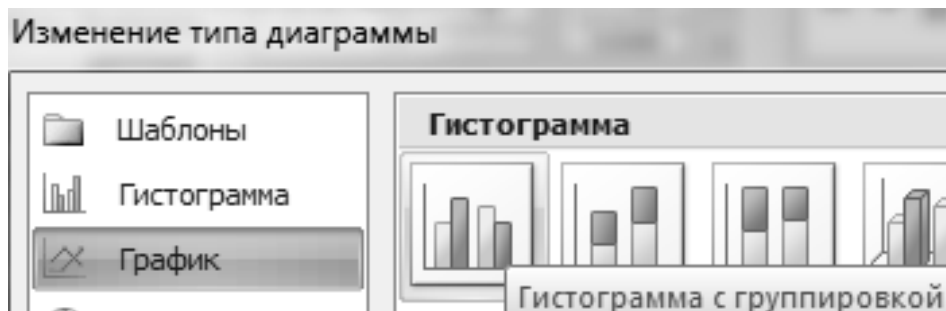 Изменение типа диаграммы
Шаблоны
Гистограмма
График
Гистограмма
Гистограмма с группировкой